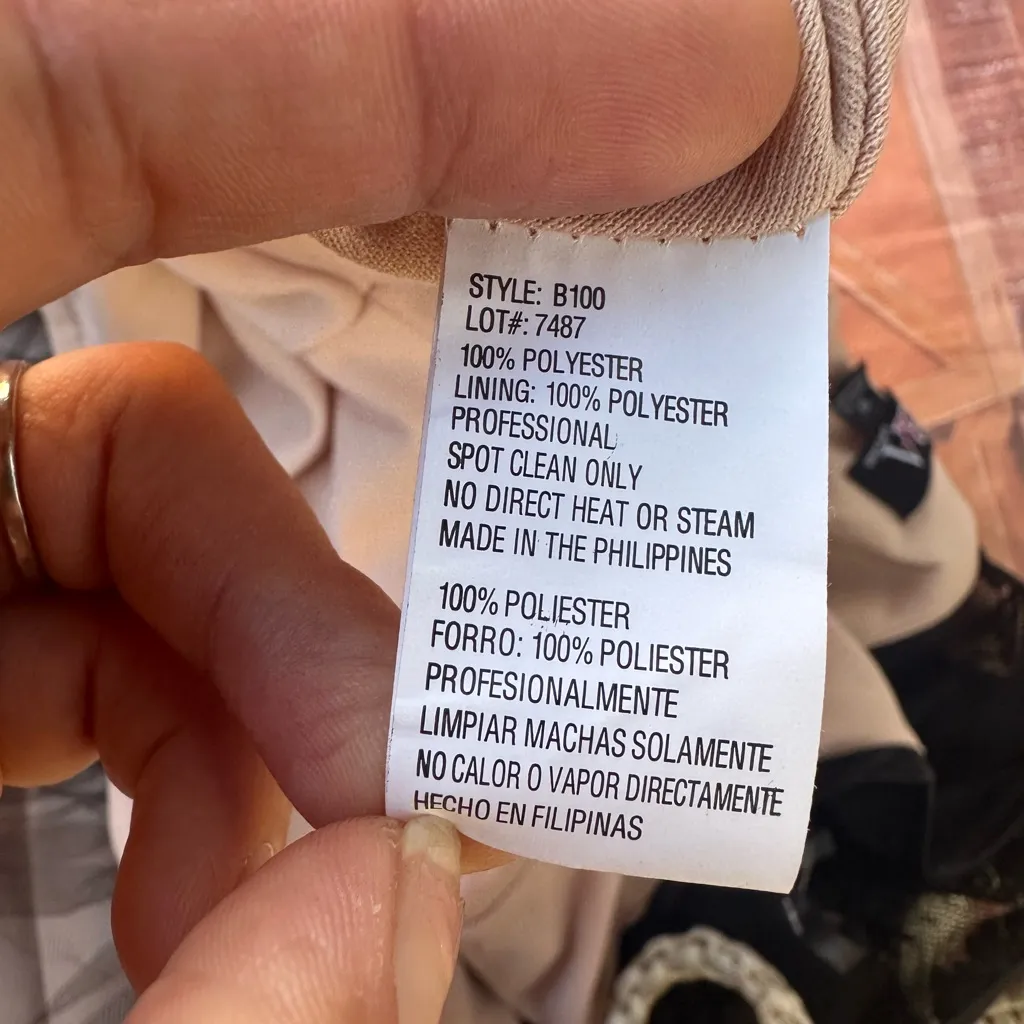 STYLE: B100
LOT#: 7487
100% POLYESTER
LINING: 100% POLYESTER
PROFESSIONAL
SPOT CLEAN ONLY
NO DIRECT HEAT OR STEAM
MADE IN THE PHILIPPINES
100% POLIESTER
FORRO: 100% POLIESTER
PROFESIONALMENTE
LIMPIAR MACHAS SOLAMENTE
NO CALOR O VAPOR DIRECTAMENTE
HECHO EN FILIPINAS